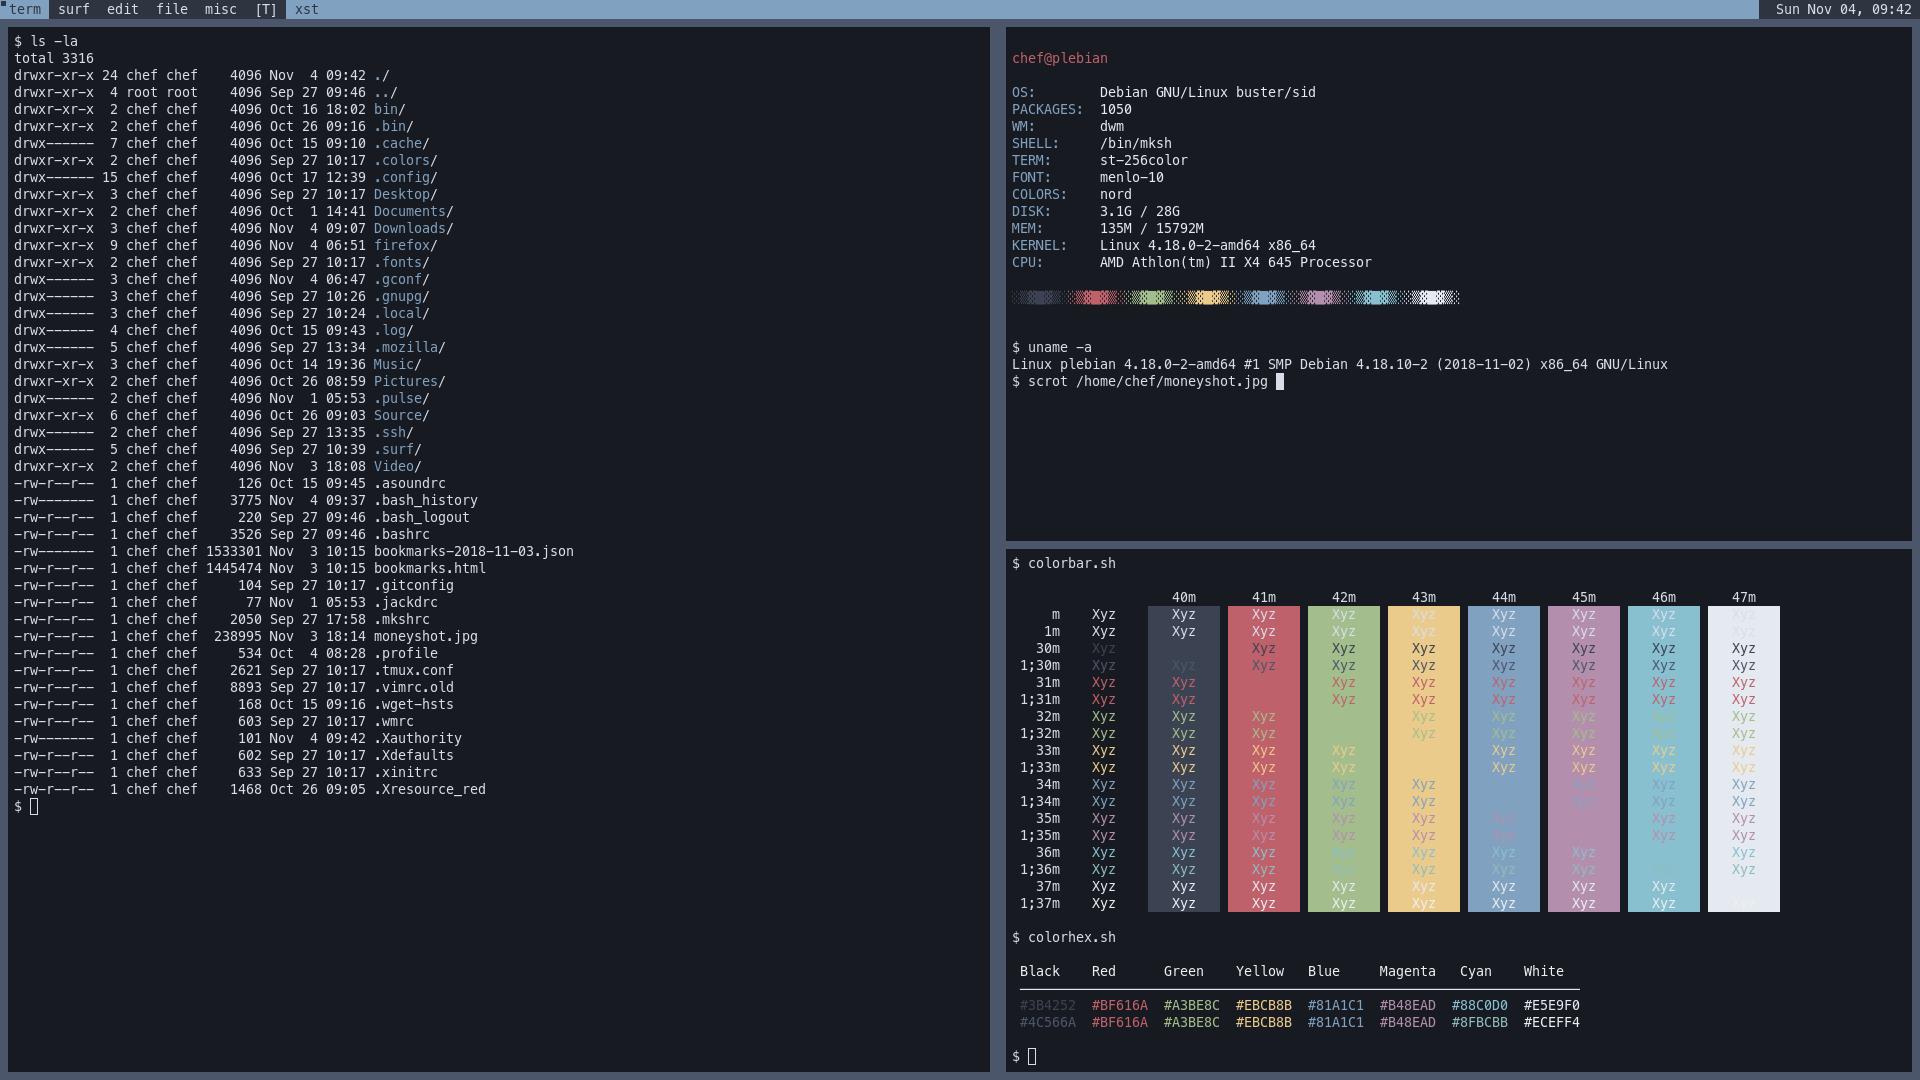 term surf edit file misc [T] xst Sun Nov 04, 09:42
$ ls -la
total 3316
drwxr-xr-x 24 chef chef    4096 Nov  4 09:42 ./
drwxr-xr-x  4 root root    4096 Sep 27 09:46 ../
drwxr-xr-x  2 chef chef    4096 Oct 16 18:02 bin/
drwxr-xr-x  2 chef chef    4096 Oct 26 09:16 .bin/
drwx------  7 chef chef    4096 Oct 15 09:10 .cache/
drwxr-xr-x  2 chef chef    4096 Sep 27 10:17 .colors/
drwx------ 15 chef chef    4096 Oct 17 12:39 .config/
drwxr-xr-x  3 chef chef    4096 Sep 27 10:17 Desktop/
drwxr-xr-x  2 chef chef    4096 Oct  1 14:41 Documents/
drwxr-xr-x  3 chef chef    4096 Nov  4 09:07 Downloads/
drwxr-xr-x  9 chef chef    4096 Nov  4 06:51 firefox/
drwxr-xr-x  2 chef chef    4096 Sep 27 10:17 .fonts/
drwx------  3 chef chef    4096 Nov  4 06:47 .gconf/
drwx------  3 chef chef    4096 Sep 27 10:26 .gnupg/
drwx------  3 chef chef    4096 Sep 27 10:24 .local/
drwx------  4 chef chef    4096 Oct 15 09:43 .log/
drwx------  5 chef chef    4096 Sep 27 13:34 .mozilla/
drwxr-xr-x  3 chef chef    4096 Oct 14 19:36 Music/
drwxr-xr-x  2 chef chef    4096 Oct 26 08:59 Pictures/
drwx------  2 chef chef    4096 Nov  1 05:53 .pulse/
drwxr-xr-x  6 chef chef    4096 Oct 26 09:03 Source/
drwx------  2 chef chef    4096 Sep 27 13:35 .ssh/
drwx------  5 chef chef    4096 Sep 27 10:39 .surf/
drwxr-xr-x  2 chef chef    4096 Nov  3 18:08 Video/
-rw-r--r--  1 chef chef     126 Oct 15 09:45 .asoundrc
-rw-------  1 chef chef    3775 Nov  4 09:37 .bash_history
-rw-r--r--  1 chef chef     220 Sep 27 09:46 .bash_logout
-rw-r--r--  1 chef chef    3526 Sep 27 09:46 .bashrc
-rw-------  1 chef chef 1533301 Nov  3 10:15 bookmarks-2018-11-03.json
-rw-r--r--  1 chef chef 1445474 Nov  3 10:15 bookmarks.html
-rw-r--r--  1 chef chef     104 Sep 27 10:17 .gitconfig
-rw-r--r--  1 chef chef      77 Nov  1 05:53 .jackdrc
-rw-r--r--  1 chef chef    2050 Sep 27 17:58 .mkshrc
-rw-r--r--  1 chef chef  238995 Nov  3 18:14 moneyshot.jpg
-rw-r--r--  1 chef chef     534 Oct  4 08:28 .profile
-rw-r--r--  1 chef chef    2621 Sep 27 10:17 .tmux.conf
-rw-r--r--  1 chef chef    8893 Sep 27 10:17 .vimrc.old
-rw-r--r--  1 chef chef     168 Oct 15 09:16 .wget-hsts
-rw-r--r--  1 chef chef     603 Sep 27 10:17 .wmrc
-rw-------  1 chef chef     101 Nov  4 09:42 .Xauthority
-rw-r--r--  1 chef chef     602 Sep 27 10:17 .Xdefaults
-rw-r--r--  1 chef chef     633 Sep 27 10:17 .xinitrc
-rw-r--r--  1 chef chef    1468 Oct 26 09:05 .Xresource_red
$
chef@plebian
OS:        Debian GNU/Linux buster/sid
PACKAGES:  1050
WM:        dwm
SHELL:     /bin/mksh
TERM:      st-256color
FONT:      menlo-10
COLORS:    nord
DISK:      3.1G / 28G
MEM:       135M / 15792M
KERNEL:    Linux 4.18.0-2-amd64 x86_64
CPU:       AMD Athlon(tm) II X4 645 Processor
$ uname -a
Linux plebian 4.18.0-2-amd64 #1 SMP Debian 4.18.10-2 (2018-11-02) x86_64 GNU/Linux
$ scrot /home/chef/moneyshot.jpg
$ colorbar.sh
40m 41m 42m 43m 44m 45m 46m 47m
m Xyz Xyz Xyz Xyz Xyz Xyz Xyz Xyz Xyz
1m Xyz Xyz Xyz Xyz Xyz Xyz Xyz Xyz Xyz
30m Xyz Xyz Xyz Xyz Xyz Xyz Xyz Xyz
1;30m Xyz Xyz Xyz Xyz Xyz Xyz Xyz Xyz Xyz
31m Xyz Xyz Xyz Xyz Xyz Xyz Xyz Xyz
1;31m Xyz Xyz Xyz Xyz Xyz Xyz Xyz Xyz
32m Xyz Xyz Xyz Xyz Xyz Xyz Xyz Xyz
1;32m Xyz Xyz Xyz Xyz Xyz Xyz Xyz Xyz
33m Xyz Xyz Xyz Xyz Xyz Xyz Xyz Xyz
1;33m Xyz Xyz Xyz Xyz Xyz Xyz Xyz Xyz
34m Xyz Xyz Xyz Xyz Xyz Xyz Xyz Xyz
1;34m Xyz Xyz Xyz Xyz Xyz Xyz Xyz Xyz
35m Xyz Xyz Xyz Xyz Xyz Xyz Xyz Xyz
1;35m Xyz Xyz Xyz Xyz Xyz Xyz Xyz Xyz
36m Xyz Xyz Xyz Xyz Xyz Xyz Xyz Xyz
1;36m Xyz Xyz Xyz Xyz Xyz Xyz Xyz Xyz
37m Xyz Xyz Xyz Xyz Xyz Xyz Xyz Xyz
1;37m Xyz Xyz Xyz Xyz Xyz Xyz Xyz Xyz
$ colorhex.sh
Black Red Green Yellow Blue Magenta Cyan White
#3B4252 #BF616A #A3BE8C #EBCB8B #81A1C1 #B48EAD #88C0D0 #E5E9F0
#4C566A #BF616A #A3BE8C #EBCB8B #81A1C1 #B48EAD #8FBCBB #ECEFF4
$